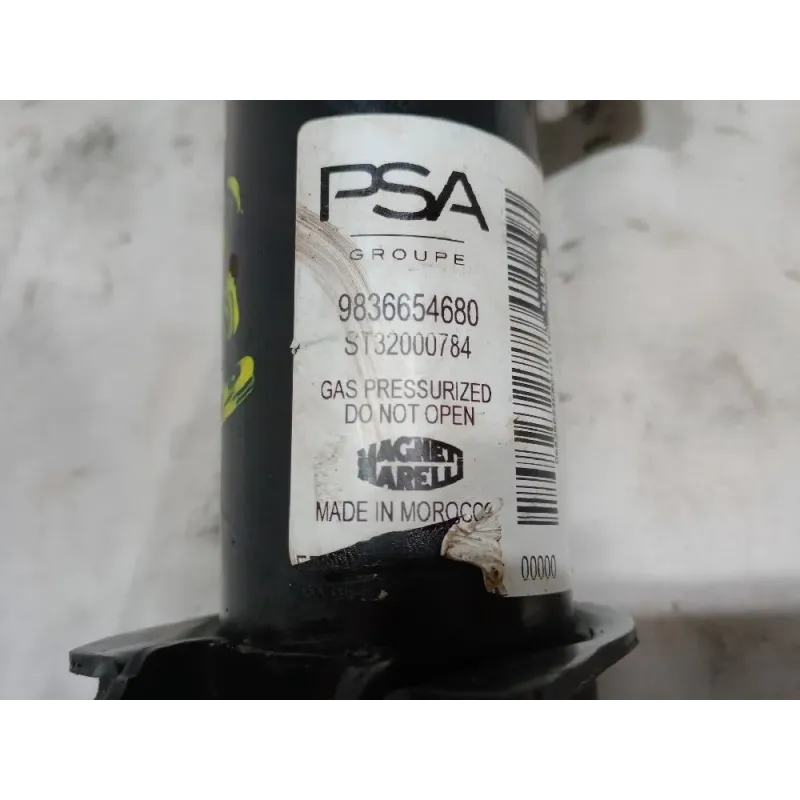 PSA
GROUPE
9836654680
ST32000784
GAS PRESSURIZED
DO NOT OPEN
MAGNETI
MARELLI
MADE IN MOROCCO
00000